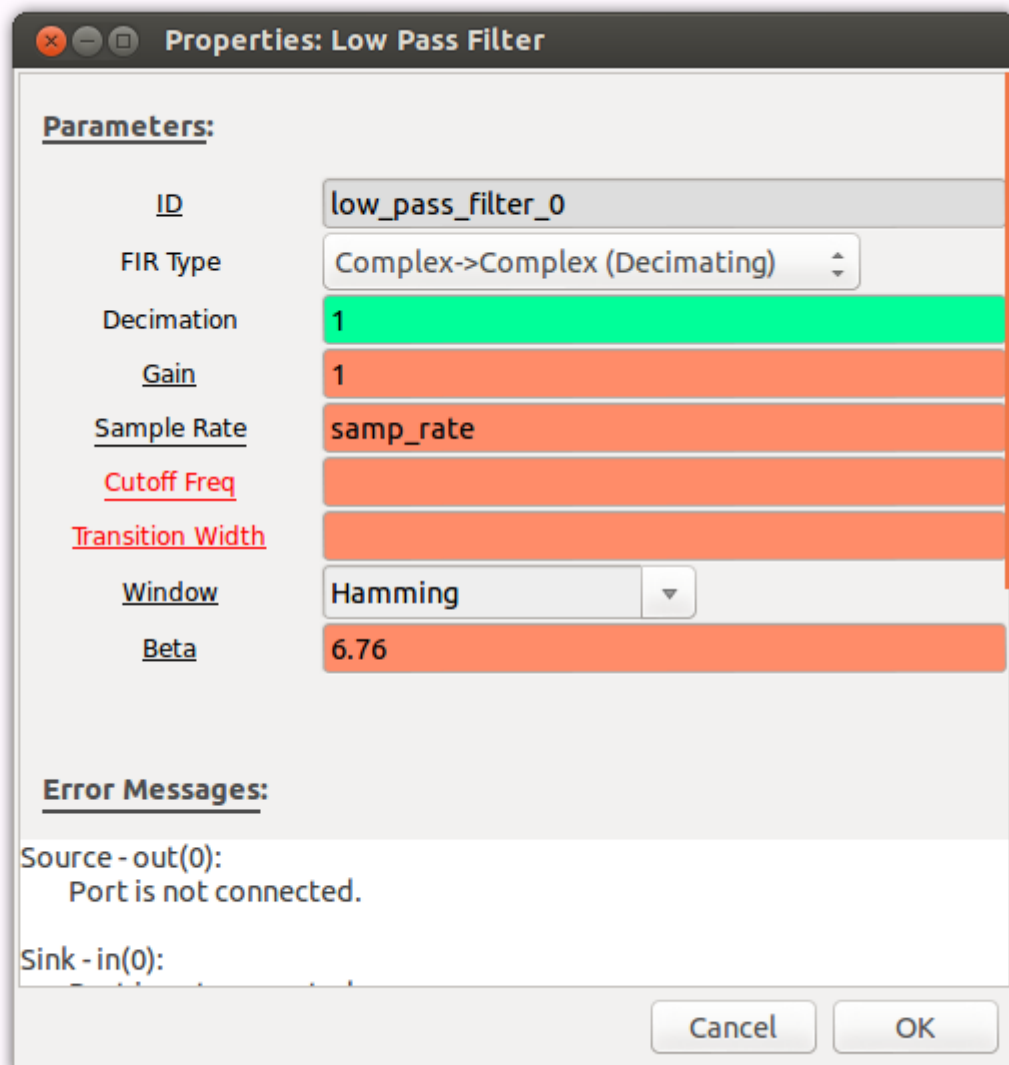 Properties: Low Pass Filter
Parameters:
ID low_pass_filter_0
FIR Type Complex->Complex (Decimating)
Decimation 1
Gain 1
Sample Rate samp_rate
Cutoff Freq
Transition Width
Window Hamming
Beta 6.76
Error Messages:
Source - out(0):
Port is not connected.
Sink - in(0):
Cancel OK